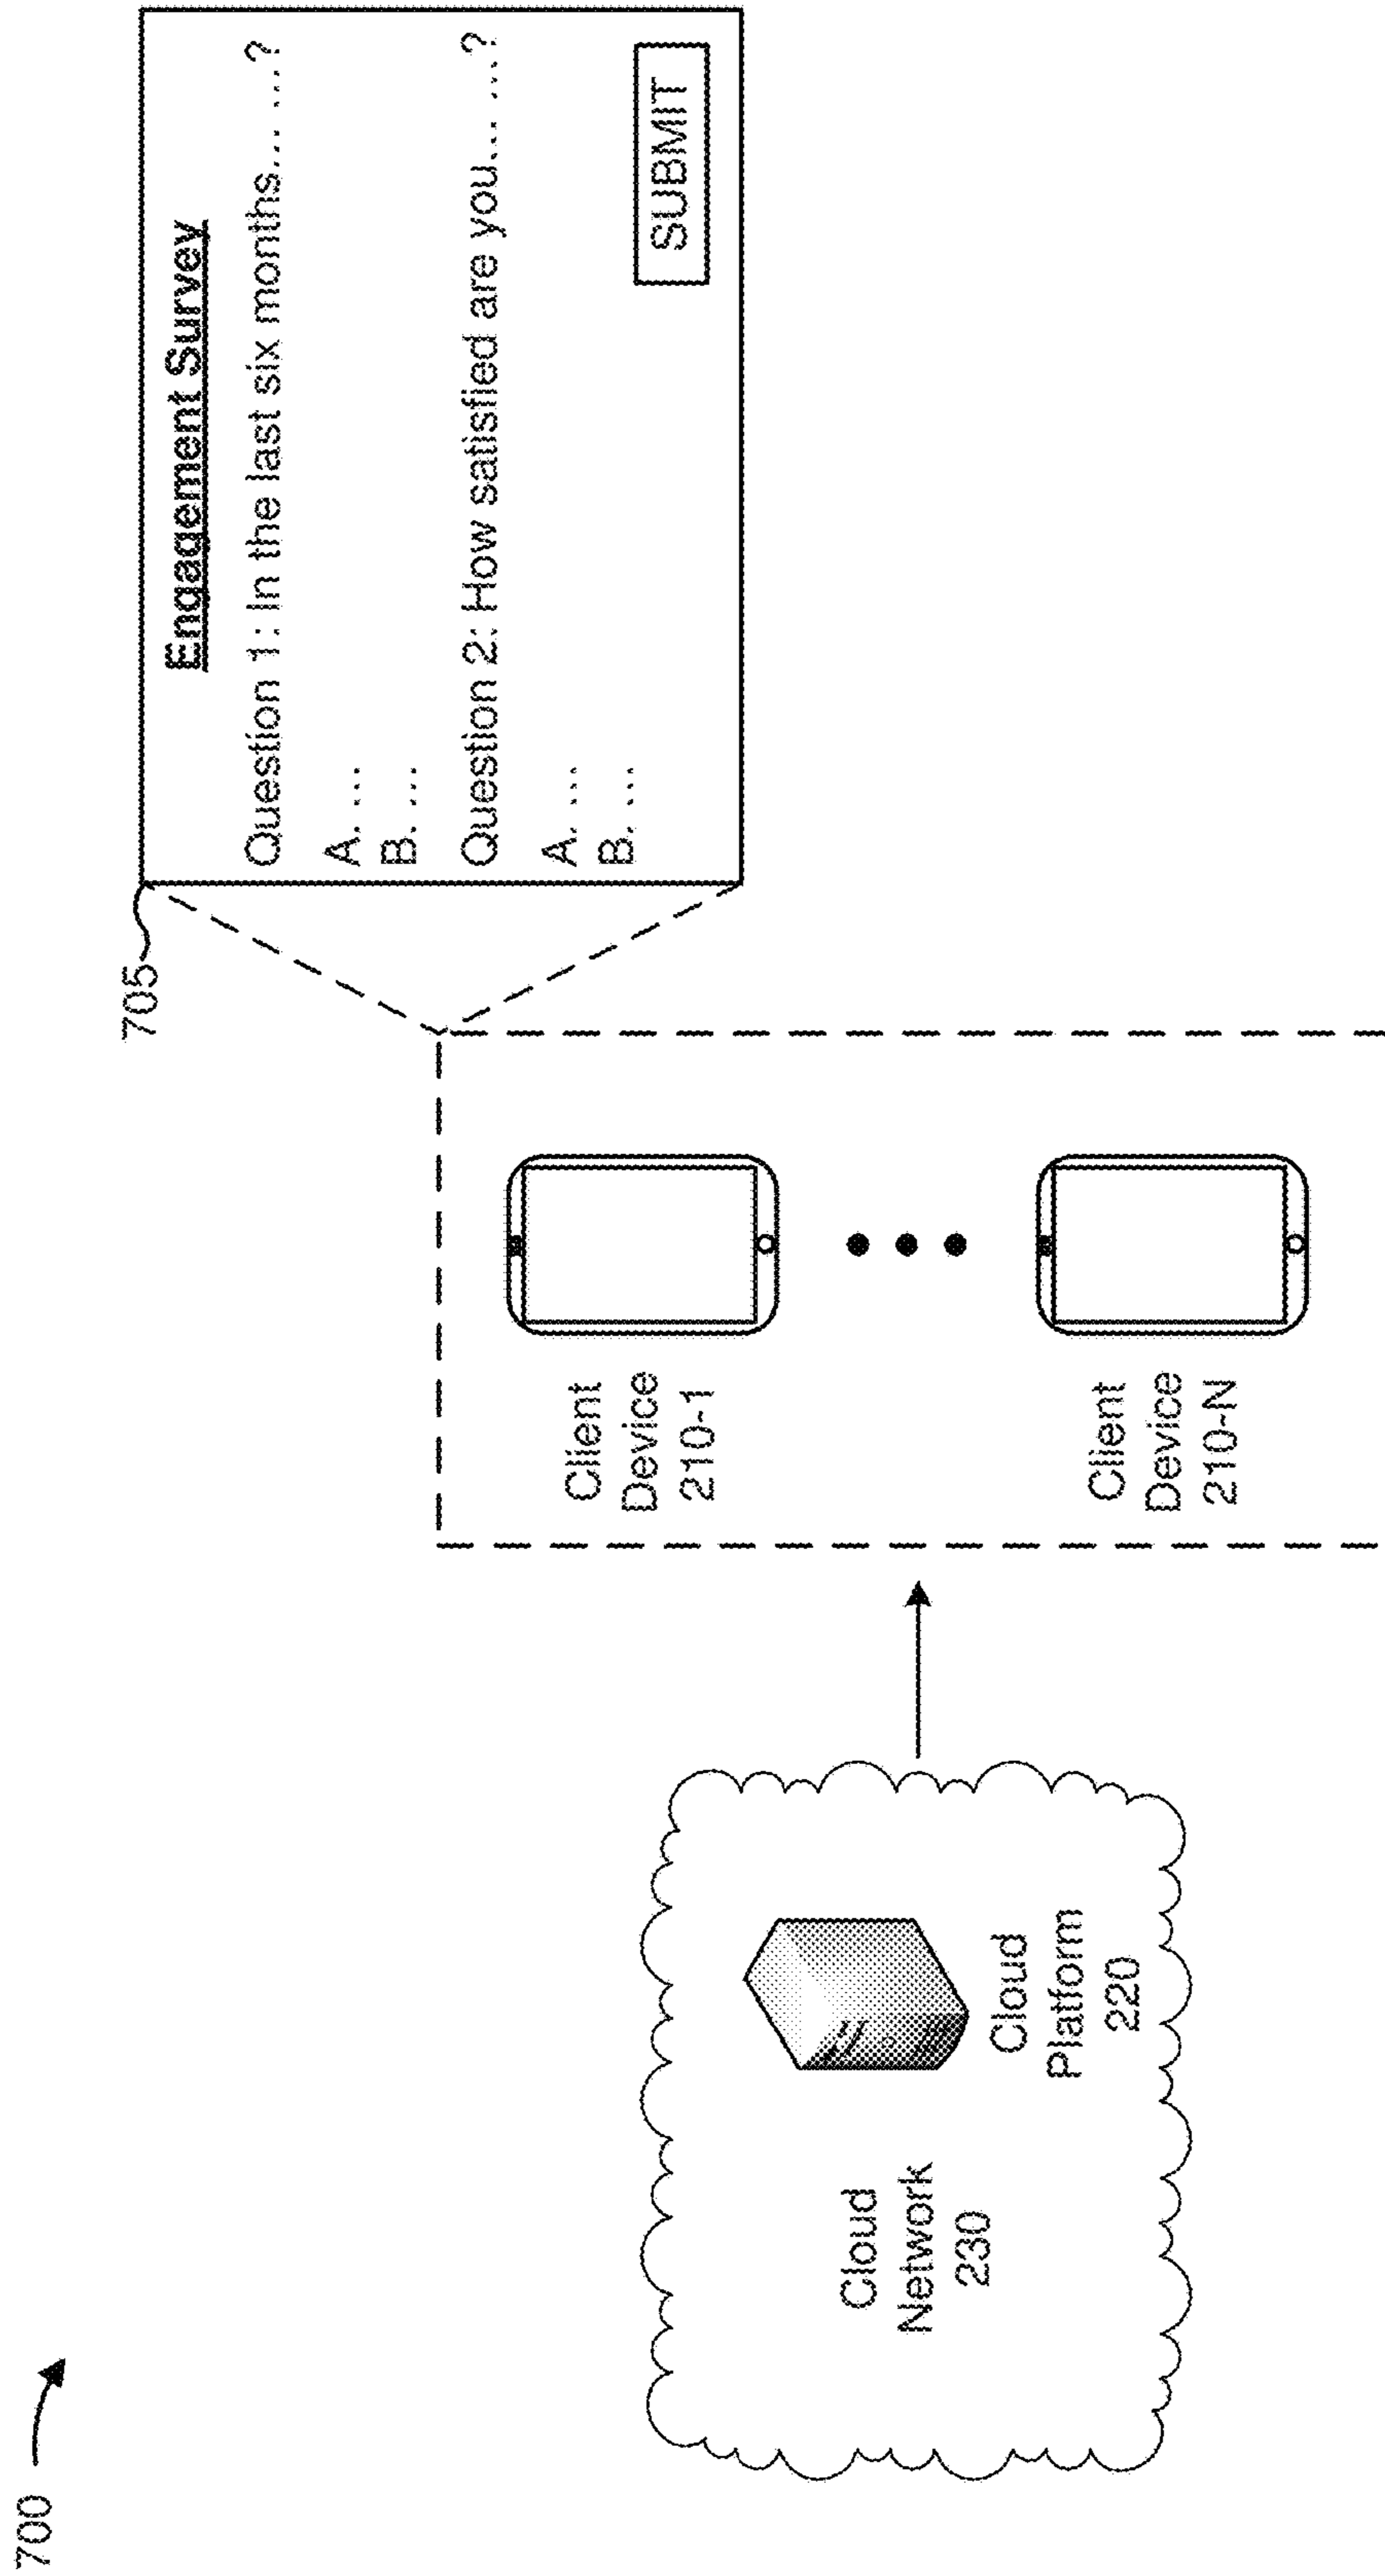 700
Cloud
Network
230
Cloud
Platform
220
Client
Device
210-1
Client
Device
210-N
705
Engagement Survey
Question 1: In the last six months... ...?
A. ...
B. ...
Question 2: How satisfied are you... ...?
A. ...
B. ...
SUBMIT